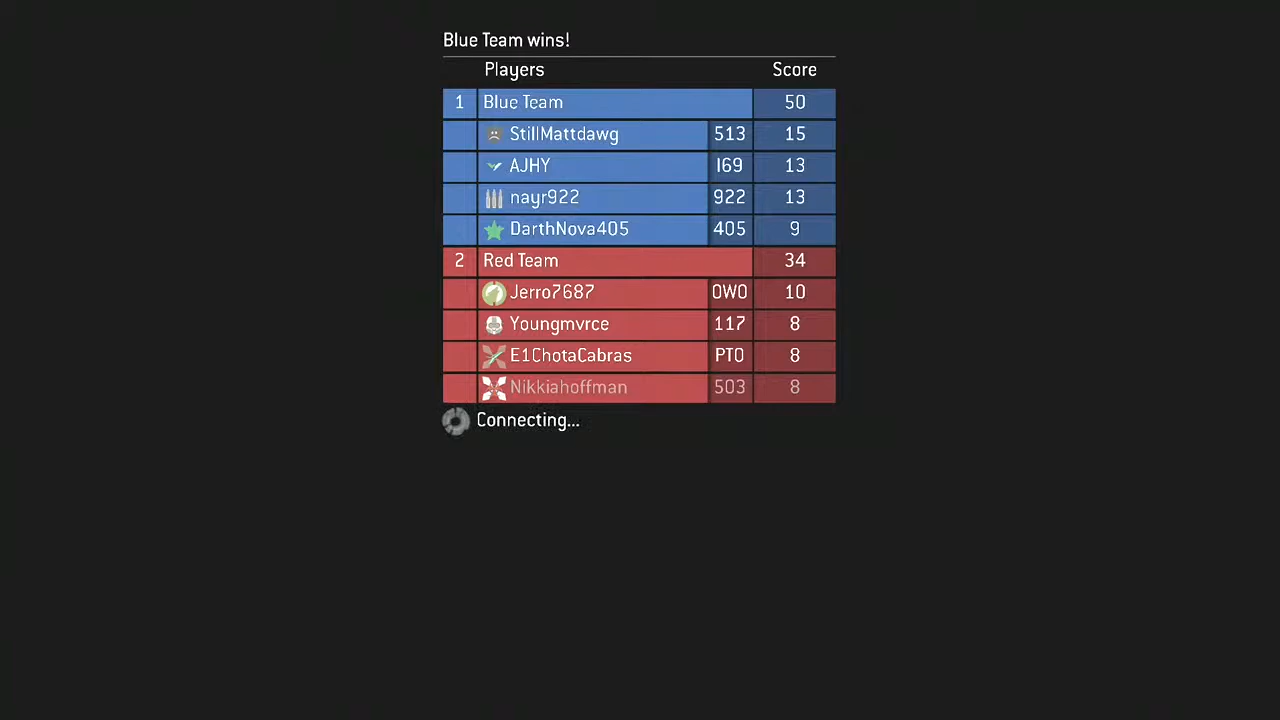 Blue Team wins!
Players Score
1 Blue Team 50
StillMattdawg 513 15
AJHY I69 13
nayr922 922 13
DarthNova405 405 9
2 Red Team 34
Jerro7687 OWO 10
Youngmvrce 117 8
E1ChotaCabras PTO 8
Nikkiahoffman 503 8
Connecting...